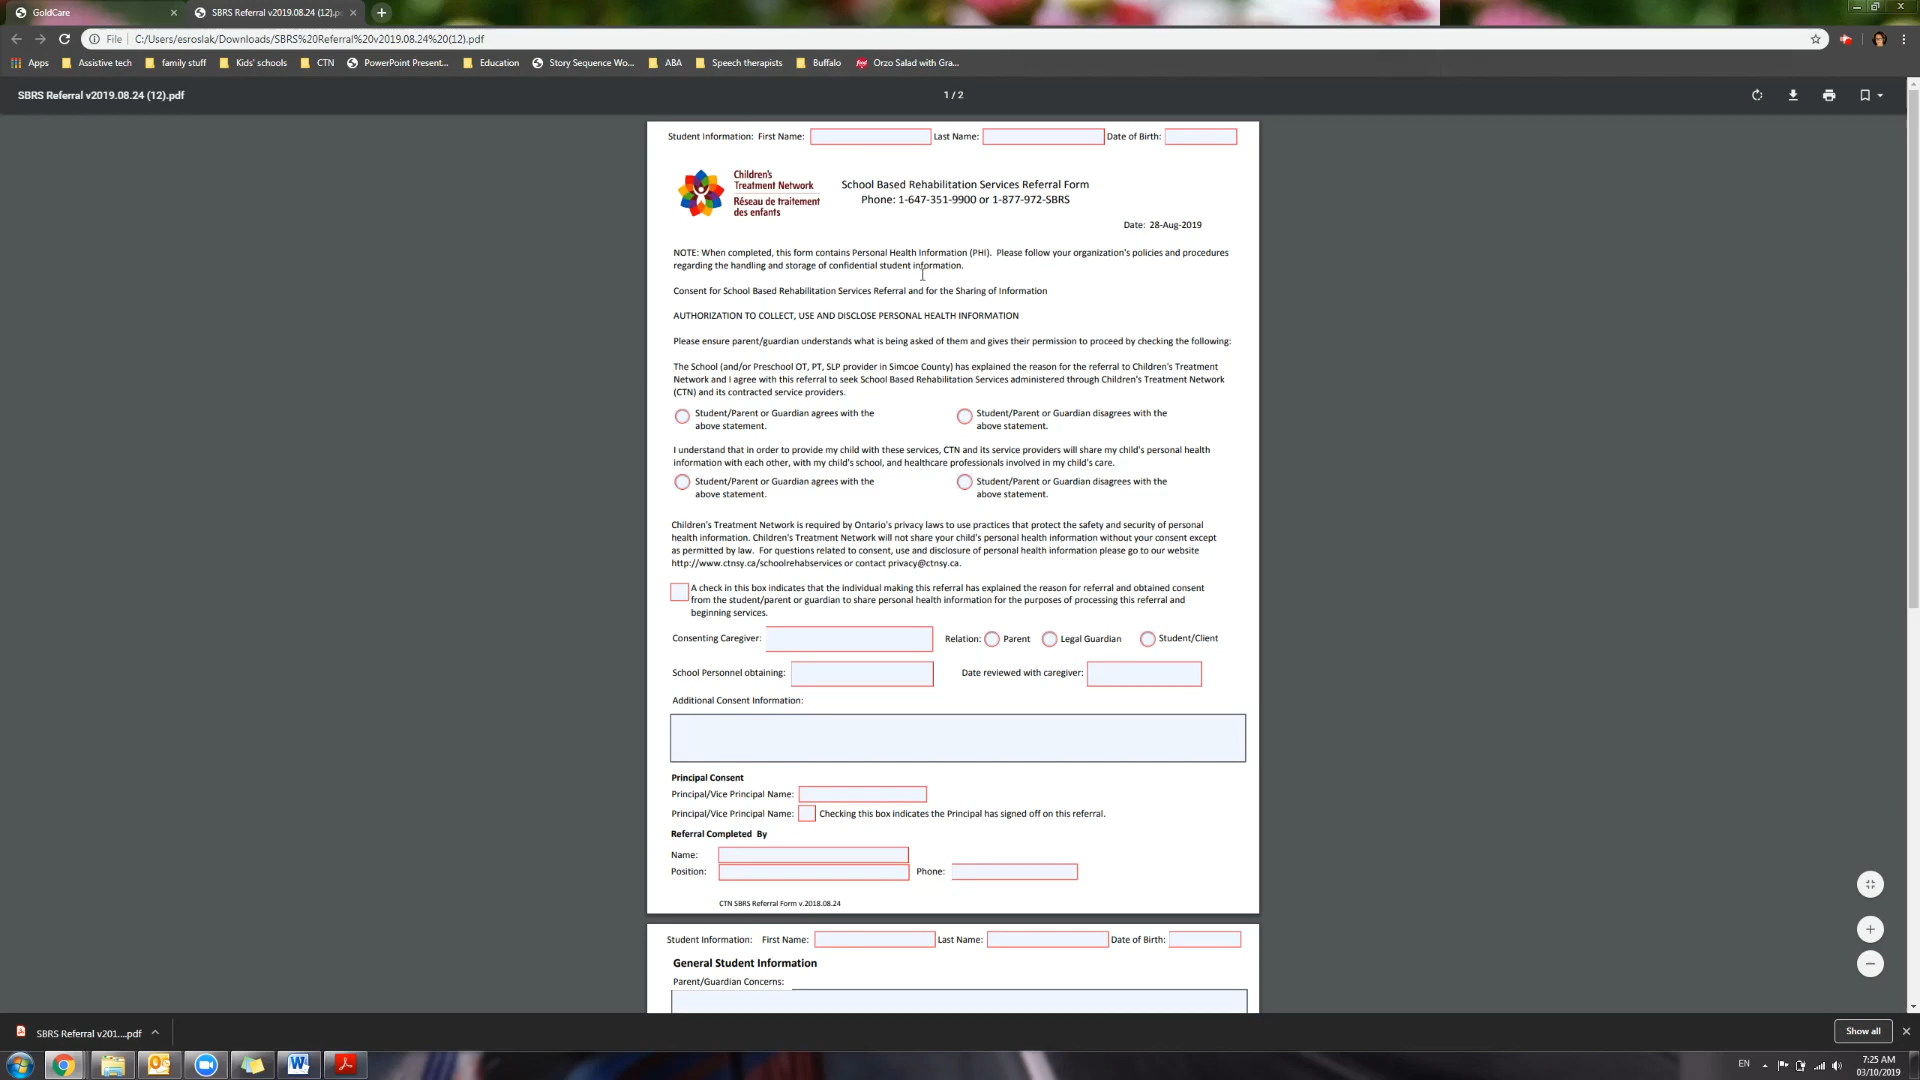 GoldCare
SBRS Referral v2019.08.24 (12).p
File C:/Users/esroslak/Downloads/SBRS%20Referral%20v2019.08.24%20(12).pdf
Apps Assistive tech family stuff Kids' schools CTN PowerPoint Present... Education Story Sequence Wo... ABA Speech therapists Buffalo Orzo Salad with Gra...
SBRS Referral v2019.08.24 (12).pdf 1 / 2
Student Information: First Name: Last Name: Date of Birth:
Children's
Treatment Network
Réseau de traitement
des enfants
School Based Rehabilitation Services Referral Form
Phone: 1-647-351-9900 or 1-877-972-SBRS
Date: 28-Aug-2019
NOTE: When completed, this form contains Personal Health Information (PHI). Please follow your organization's policies and procedures
regarding the handling and storage of confidential student information.
Consent for School Based Rehabilitation Services Referral and for the Sharing of Information
AUTHORIZATION TO COLLECT, USE AND DISCLOSE PERSONAL HEALTH INFORMATION
Please ensure parent/guardian understands what is being asked of them and gives their permission to proceed by checking the following:
The School (and/or Preschool OT, PT, SLP provider in Simcoe County) has explained the reason for the referral to Children's Treatment
Network and I agree with this referral to seek School Based Rehabilitation Services administered through Children's Treatment Network
(CTN) and its contracted service providers.
Student/Parent or Guardian agrees with the
above statement.
Student/Parent or Guardian disagrees with the
above statement.
I understand that in order to provide my child with these services, CTN and its service providers will share my child's personal health
information with each other, with my child's school, and healthcare professionals involved in my child's care.
Student/Parent or Guardian agrees with the
above statement.
Student/Parent or Guardian disagrees with the
above statement.
Children's Treatment Network is required by Ontario's privacy laws to use practices that protect the safety and security of personal
health information. Children's Treatment Network will not share your child's personal health information without your consent except
as permitted by law. For questions related to consent, use and disclosure of personal health information please go to our website
http://www.ctnsy.ca/schoolrehabservices or contact privacy@ctnsy.ca.
A check in this box indicates that the individual making this referral has explained the reason for referral and obtained consent
from the student/parent or guardian to share personal health information for the purposes of processing this referral and
beginning services.
Consenting Caregiver: Relation: Parent Legal Guardian Student/Client
School Personnel obtaining: Date reviewed with caregiver:
Additional Consent Information:
Principal Consent
Principal/Vice Principal Name:
Principal/Vice Principal Name: Checking this box indicates the Principal has signed off on this referral.
Referral Completed By
Name:
Position: Phone:
CTN SBRS Referral Form v.2018.08.24
Student Information: First Name: Last Name: Date of Birth:
General Student Information
Parent/Guardian Concerns:
SBRS Referral v201....pdf Show all
EN 7:25 AM
03/10/2019